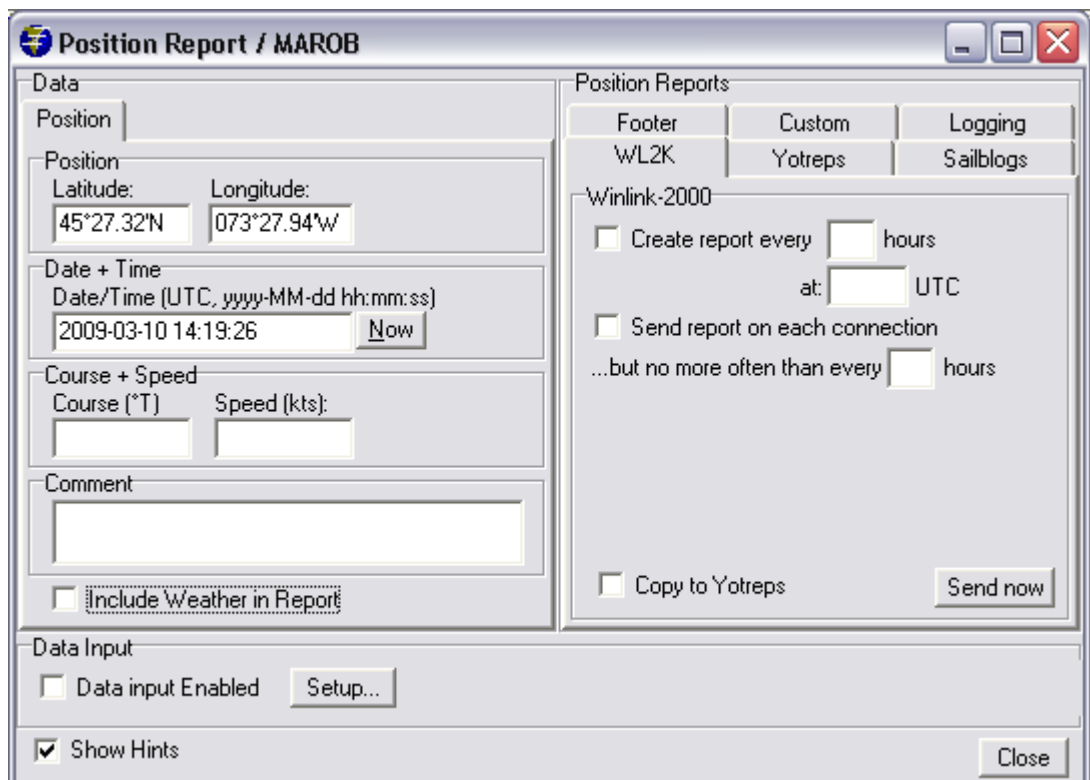 Position Report / MAROB
Data
Position
Position
Latitude: Longitude:
45°27.32'N 073°27.94'W
Date + Time
Date/Time (UTC, yyyy-MM-dd hh:mm:ss)
2009-03-10 14:19:26 Now
Course + Speed
Course (°T) Speed (kts):
Comment
Include Weather in Report
Position Reports
Footer Custom Logging
WL2K Yotreps Sailblogs
Winlink-2000
Create report every hours
at: UTC
Send report on each connection
...but no more often than every hours
Copy to Yotreps Send now
Data Input
Data input Enabled Setup...
Show Hints Close